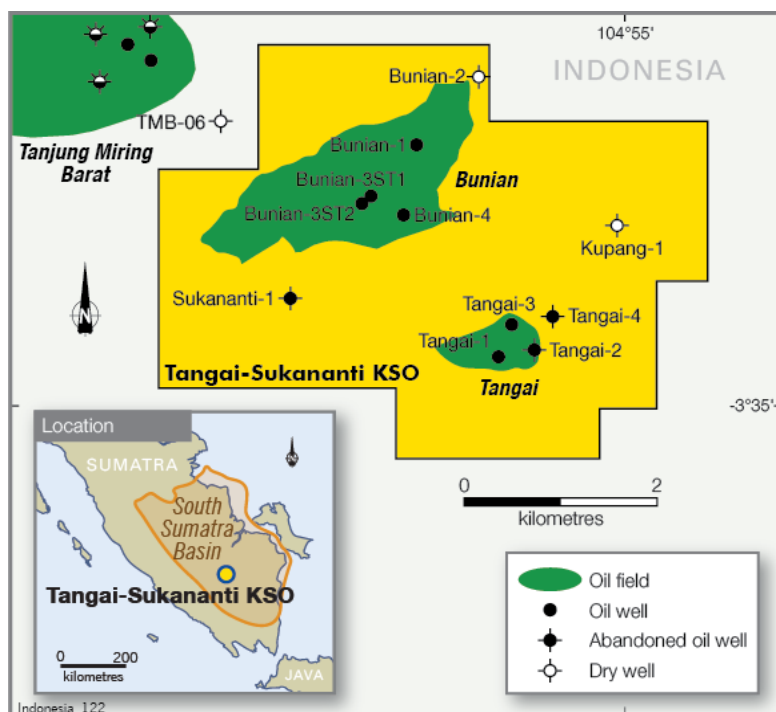 104°55'
INDONESIA
Bunian-2
TMB-06
Tanjung Miring
Barat
Bunian-1
Bunian
Bunian-3ST1
Bunian-3ST2
Bunian-4
Kupang-1
Sukananti-1
Tangai-3
Tangai-4
Tangai-1
Tangai-2
Tangai-Sukananti KSO
Tangai
-3°35'
N
Location
SUMATRA
South
Sumatra
Basin
Tangai-Sukananti KSO
0 200
kilometres
JAVA
0 2
kilometres
Oil field
Oil well
Abandoned oil well
Dry well
Indonesia_122